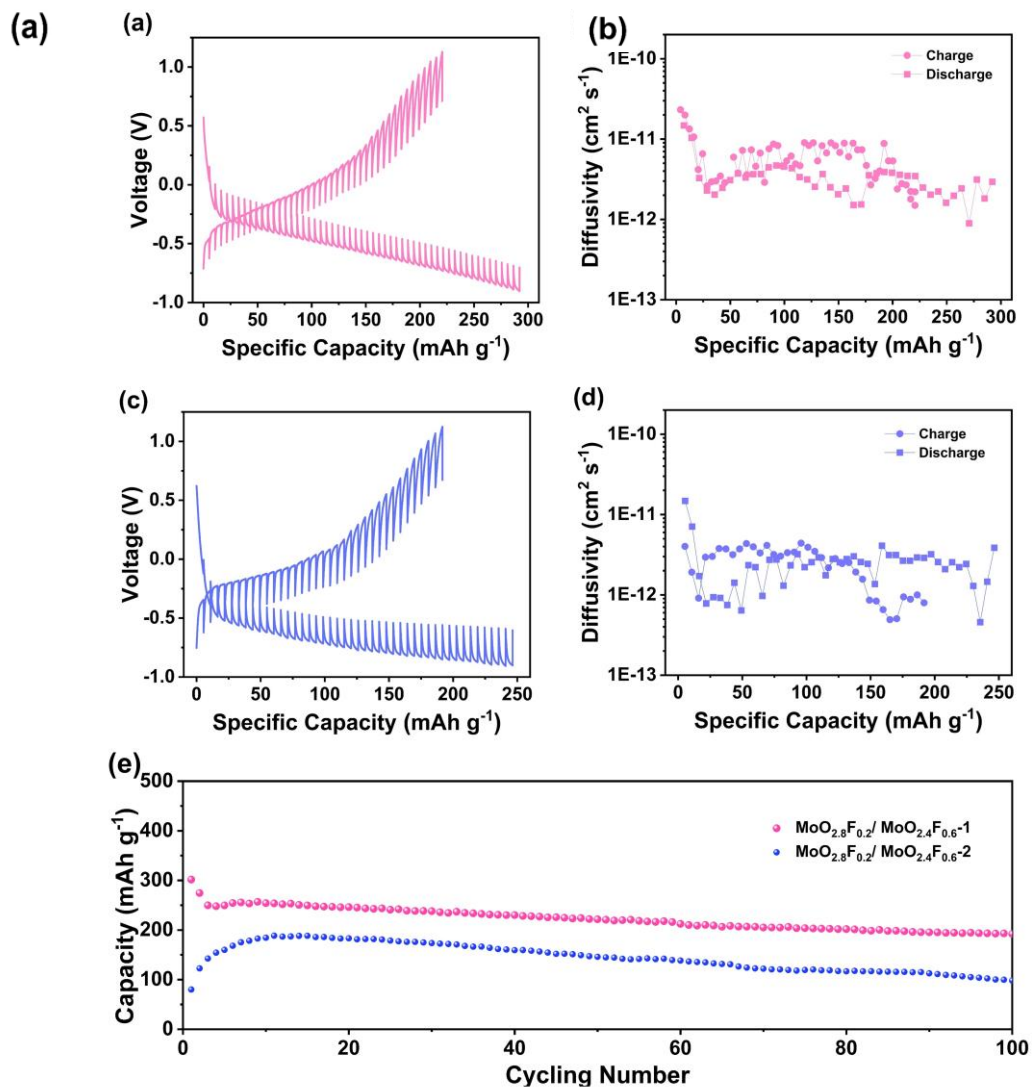 (a)
(a)
1.0
0.5
0.0
-0.5
-1.0
Voltage (V)
0 50 100 150 200 250 300
Specific Capacity (mAh g⁻¹)
(b)
1E-10
1E-11
1E-12
1E-13
Diffusivity (cm² s⁻¹)
Charge
Discharge
0 50 100 150 200 250 300
Specific Capacity (mAh g⁻¹)
(c)
1.0
0.5
0.0
-0.5
-1.0
Voltage (V)
0 50 100 150 200 250
Specific Capacity (mAh g⁻¹)
(d)
1E-10
1E-11
1E-12
1E-13
Diffusivity (cm² s⁻¹)
Charge
Discharge
0 50 100 150 200 250
Specific Capacity (mAh g⁻¹)
(e)
500
400
300
200
100
0
Capacity (mAh g⁻¹)
MoO₂.₈F₀.₂/ MoO₂.₄F₀.₆-1
MoO₂.₈F₀.₂/ MoO₂.₄F₀.₆-2
0 20 40 60 80 100
Cycling Number